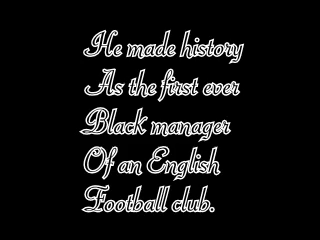 He made history
As the first ever
Black manager
Of an English
Football club.